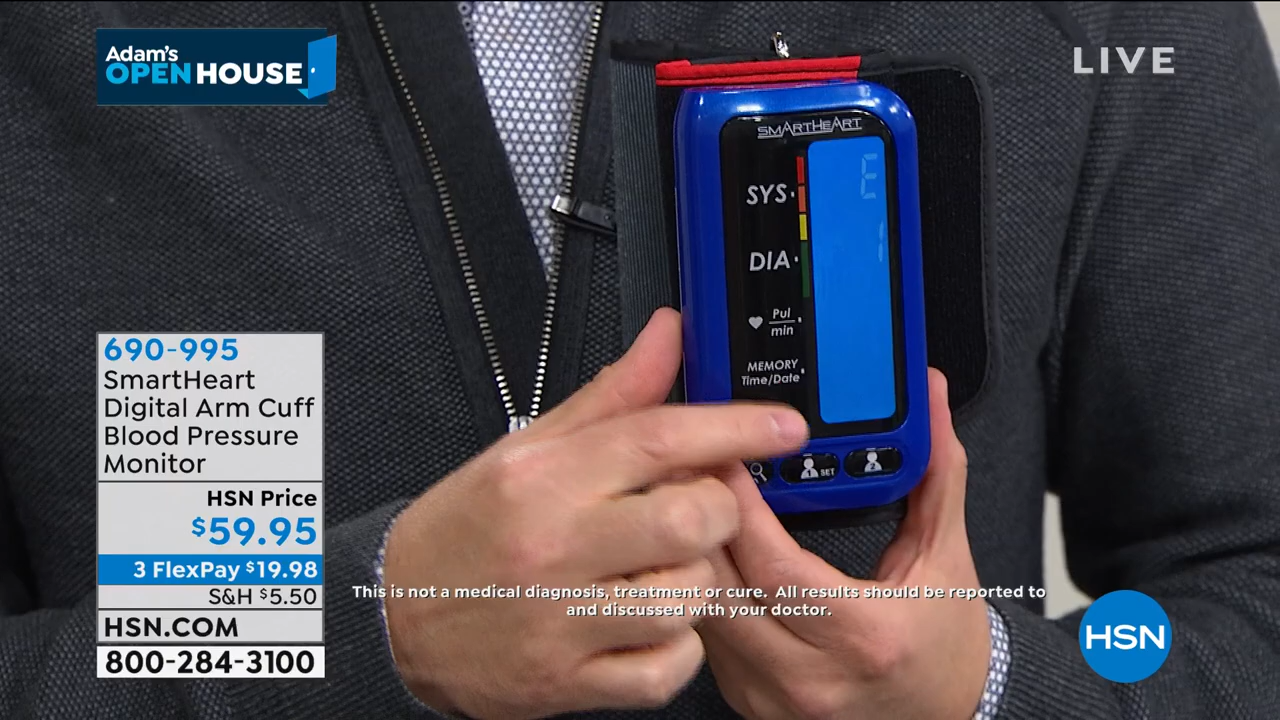 Adam's
OPEN HOUSE
LIVE
SMARTHEART
E
1
SYS
DIA
Pul
min
MEMORY
Time/Date
1 SET
2
690-995
SmartHeart
Digital Arm Cuff
Blood Pressure
Monitor
HSN Price
$59.95
3 FlexPay $19.98
S&H $5.50
HSN.COM
800-284-3100
This is not a medical diagnosis, treatment or cure. All results should be reported to
and discussed with your doctor.
HSN